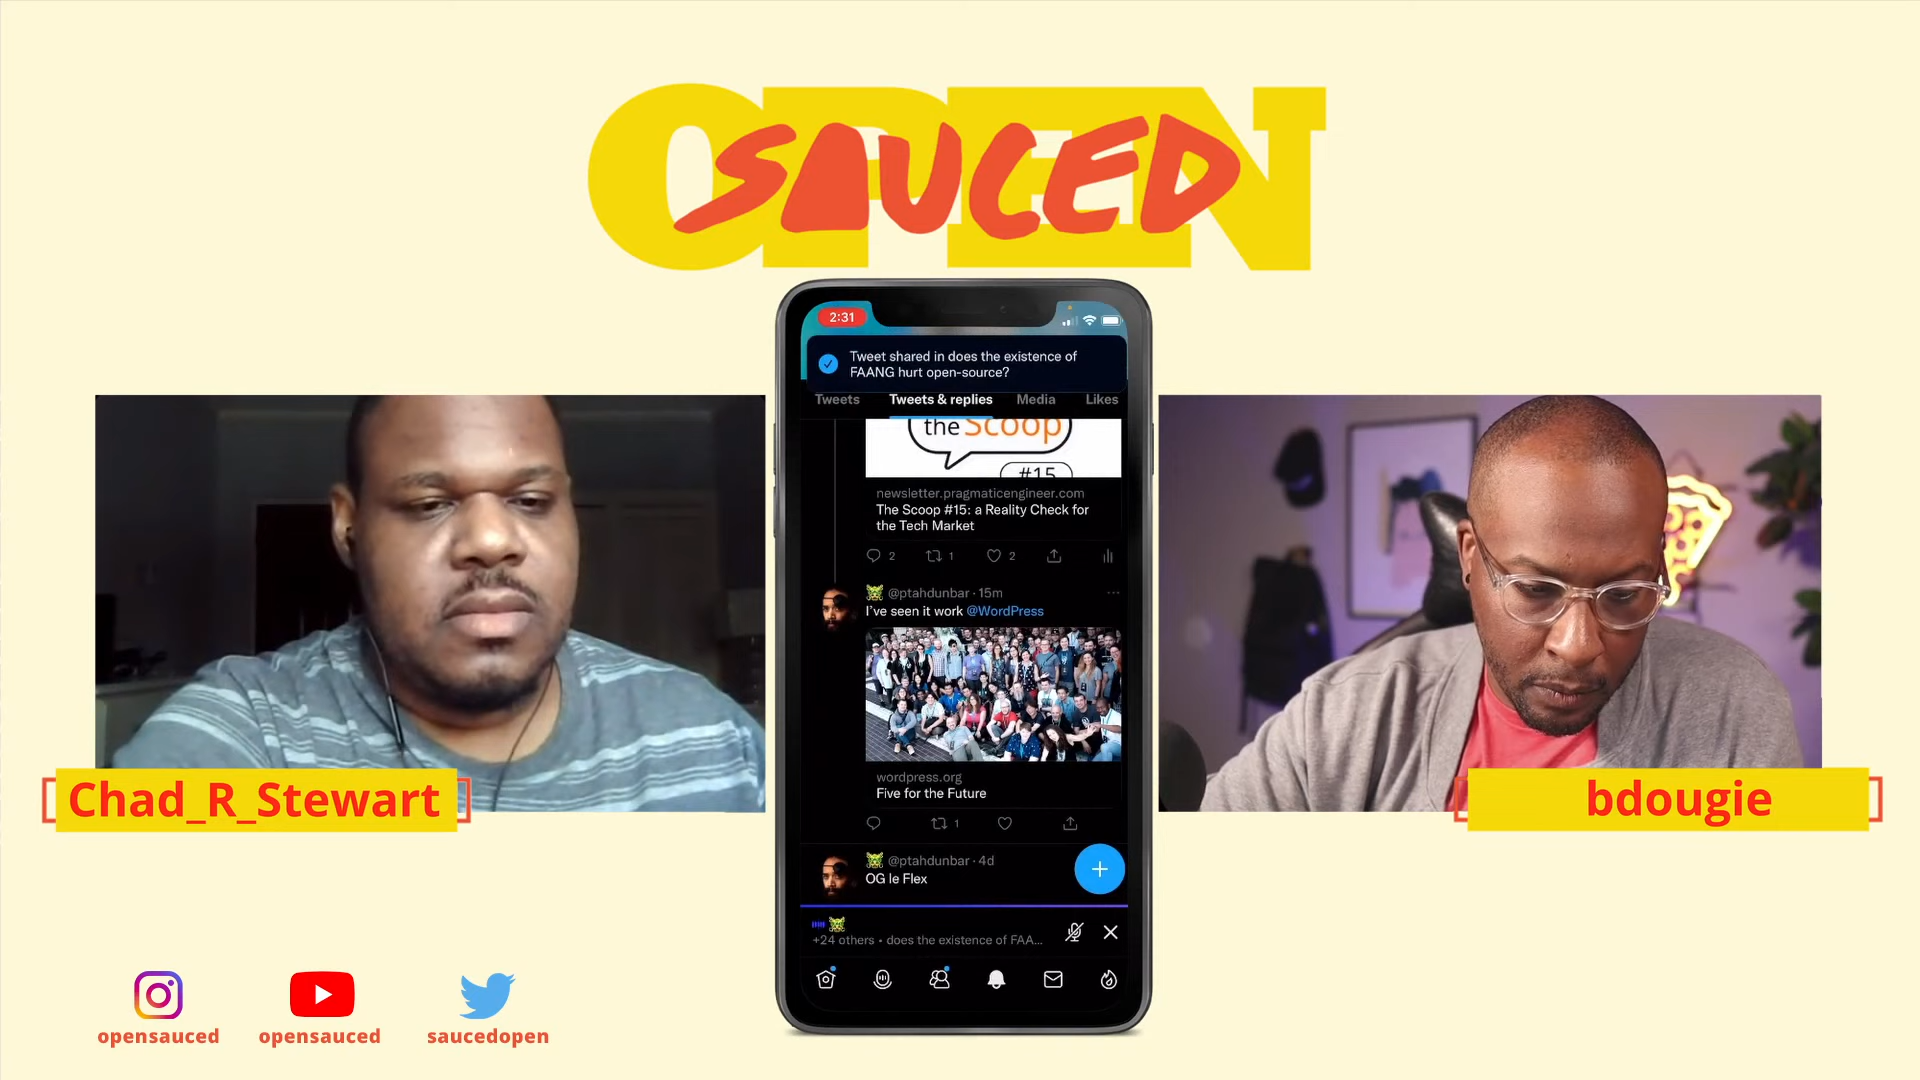 OPEN
SAUCED
2:31
Tweet shared in does the existence of
FAANG hurt open-source?
Tweets Tweets & replies Media Likes
the Scoop
#15
newsletter.pragmaticengineer.com
The Scoop #15: a Reality Check for
the Tech Market
2 1 2
@ptahdunbar · 15m
I've seen it work @WordPress
wordpress.org
Five for the Future
1
@ptahdunbar · 4d
OG le Flex
+24 others • does the existence of FAA...
Chad_R_Stewart
bdougie
opensauced
opensauced
saucedopen